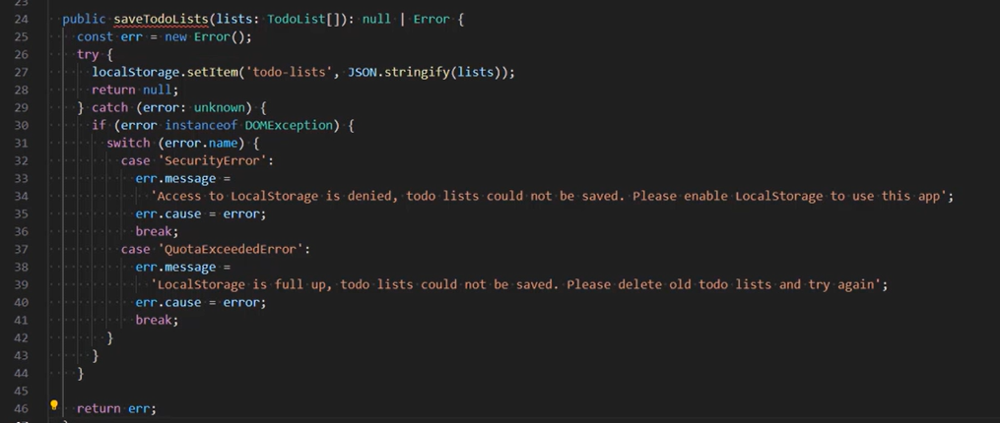 24 public saveTodoLists(lists: TodoList[]): null | Error {
25 const err = new Error();
26 try {
27 localStorage.setItem('todo-lists', JSON.stringify(lists));
28 return null;
29 } catch (error: unknown) {
30 if (error instanceof DOMException) {
31 switch (error.name) {
32 case 'SecurityError':
33 err.message =
34 'Access to LocalStorage is denied, todo lists could not be saved. Please enable LocalStorage to use this app';
35 err.cause = error;
36 break;
37 case 'QuotaExceededError':
38 err.message =
39 'LocalStorage is full up, todo lists could not be saved. Please delete old todo lists and try again';
40 err.cause = error;
41 break;
42 }
43 }
44 }
45
46 return err;